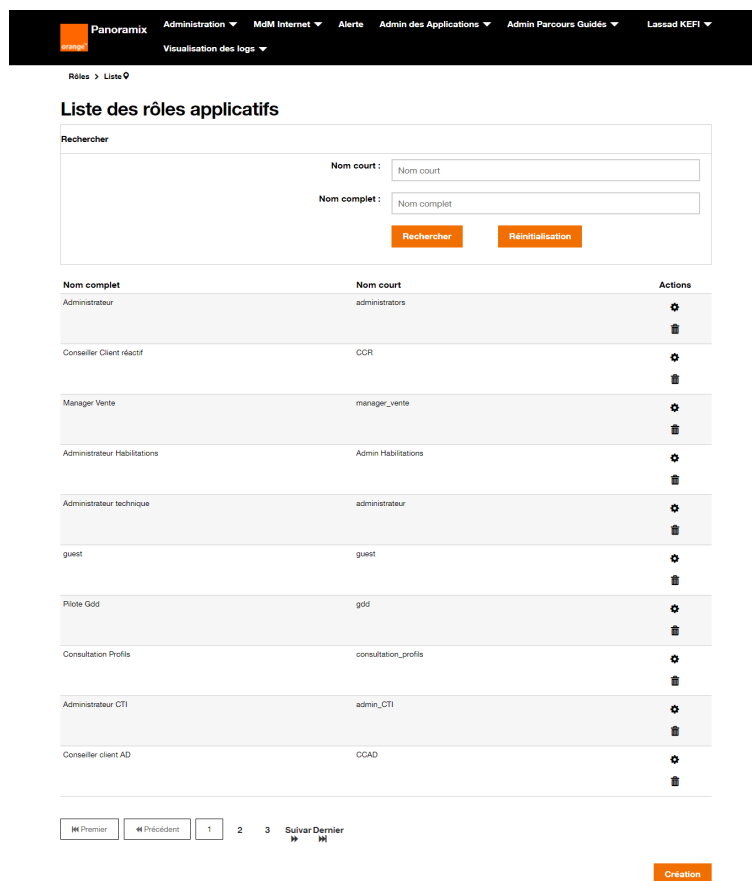 Panoramix Administration MdM Internet Alerte Admin des Applications Admin Parcours Guidés Lassad KEFI
orange
Visualisation des logs
Rôles > Liste
Liste des rôles applicatifs
Rechercher
Nom court : Nom court
Nom complet : Nom complet
Rechercher Réinitialisation
Nom complet Nom court Actions
Administrateur administrators
Conseiller Client réactif CCR
Manager Vente manager_vente
Administrateur Habilitations Admin Habilitations
Administrateur technique administrateur
guest guest
Pilote Gdd gdd
Consultation Profils consultation_profils
Administrateur CTI admin_CTI
Conseiller client AD CCAD
Premier Précédent 1 2 3 Suivar Dernier
Création